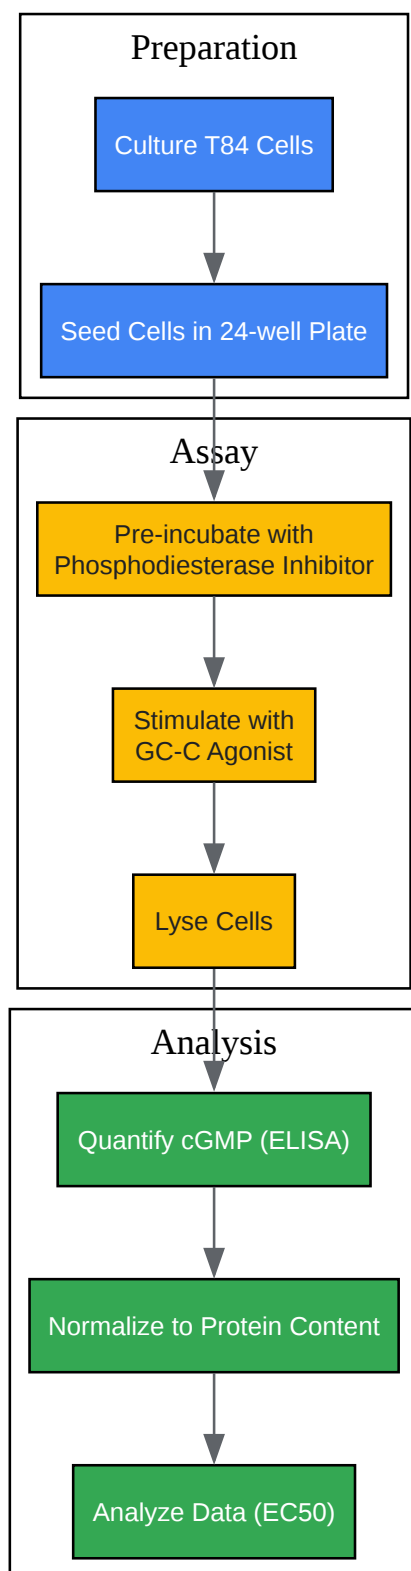 Preparation
Culture T84 Cells
Seed Cells in 24-well Plate
Assay
Pre-incubate with
Phosphodiesterase Inhibitor
Stimulate with
GC-C Agonist
Lyse Cells
Analysis
Quantify cGMP (ELISA)
Normalize to Protein Content
Analyze Data (EC50)